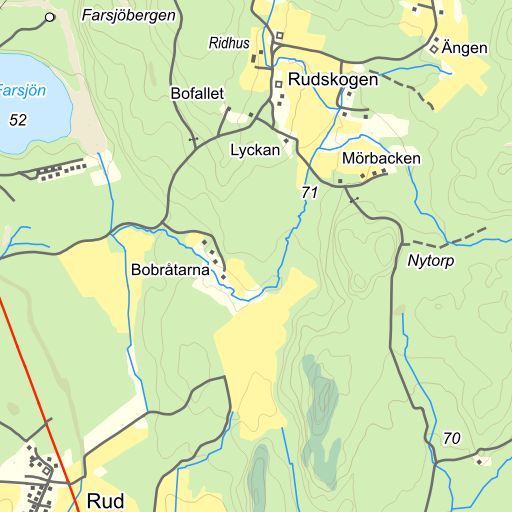 Farsjöbergen
Ridhus
Ängen
Rudskogen
Bofallet
Farsjön
52
Lyckan
Mörbacken
71
Nytorp
Bobråtarna
70
Rud